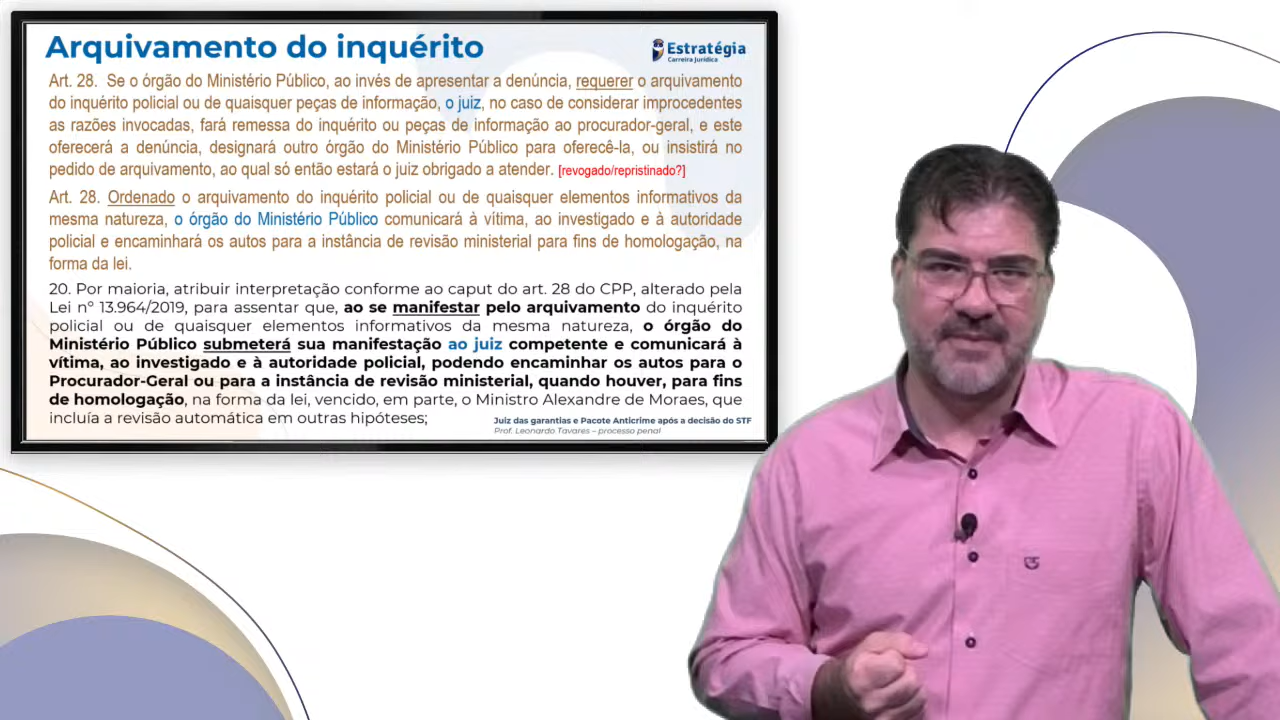 Arquivamento do inquérito
Estratégia
Carreira Jurídica
Art. 28. Se o órgão do Ministério Público, ao invés de apresentar a denúncia, requerer o arquivamento
do inquérito policial ou de quaisquer peças de informação, o juiz, no caso de considerar improcedentes
as razões invocadas, fará remessa do inquérito ou peças de informação ao procurador-geral, e este
oferecerá a denúncia, designará outro órgão do Ministério Público para oferecê-la, ou insistirá no
pedido de arquivamento, ao qual só então estará o juiz obrigado a atender. [revogado/repristinado?]
Art. 28. Ordenado o arquivamento do inquérito policial ou de quaisquer elementos informativos da
mesma natureza, o órgão do Ministério Público comunicará à vítima, ao investigado e à autoridade
policial e encaminhará os autos para a instância de revisão ministerial para fins de homologação, na
forma da lei.
20. Por maioria, atribuir interpretação conforme ao caput do art. 28 do CPP, alterado pela
Lei nº 13.964/2019, para assentar que, ao se manifestar pelo arquivamento do inquérito
policial ou de quaisquer elementos informativos da mesma natureza, o órgão do
Ministério Público submeterá sua manifestação ao juiz competente e comunicará à
vítima, ao investigado e à autoridade policial, podendo encaminhar os autos para o
Procurador-Geral ou para a instância de revisão ministerial, quando houver, para fins
de homologação, na forma da lei, vencido, em parte, o Ministro Alexandre de Moraes, que
incluía a revisão automática em outras hipóteses;
Juiz das garantias e Pacote Anticrime após a decisão do STF
Prof. Leonardo Tavares – processo penal